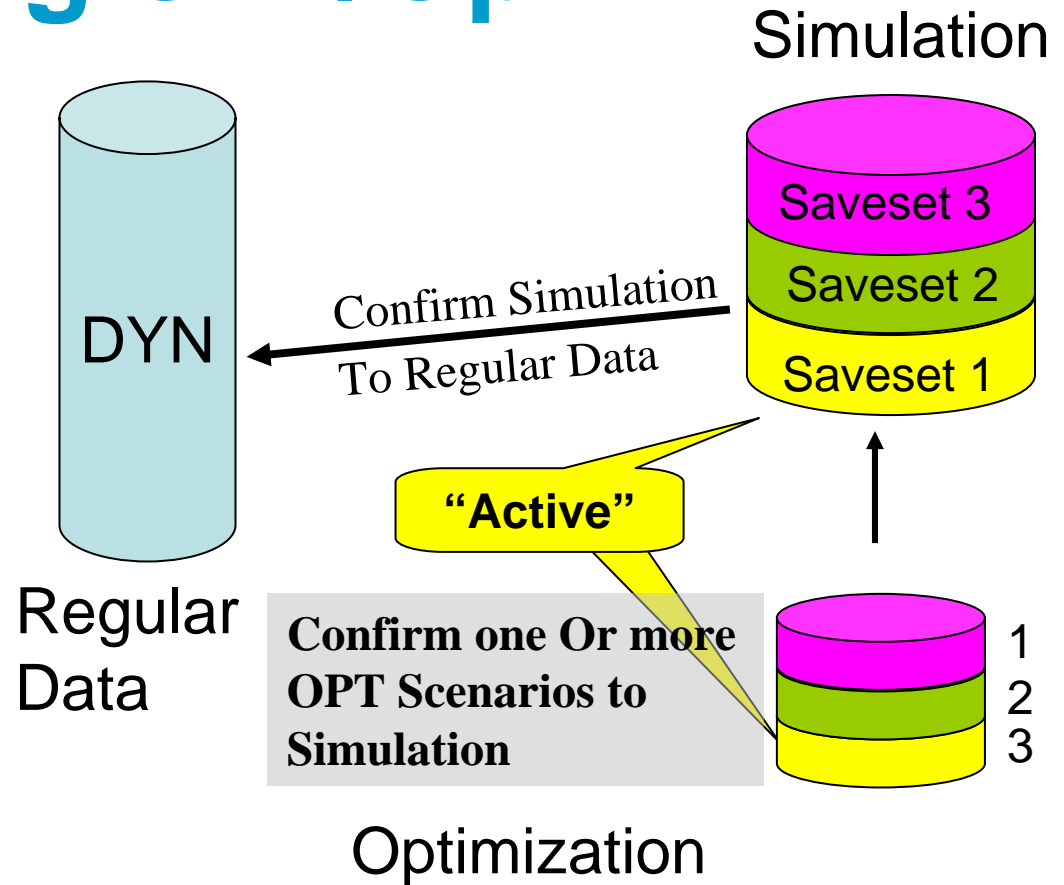 Simulation
Saveset 3
Saveset 2
Saveset 1
Confirm Simulation
To Regular Data
DYN
“Active”
Regular
Data
Confirm one Or more
OPT Scenarios to
Simulation
1
2
3
Optimization